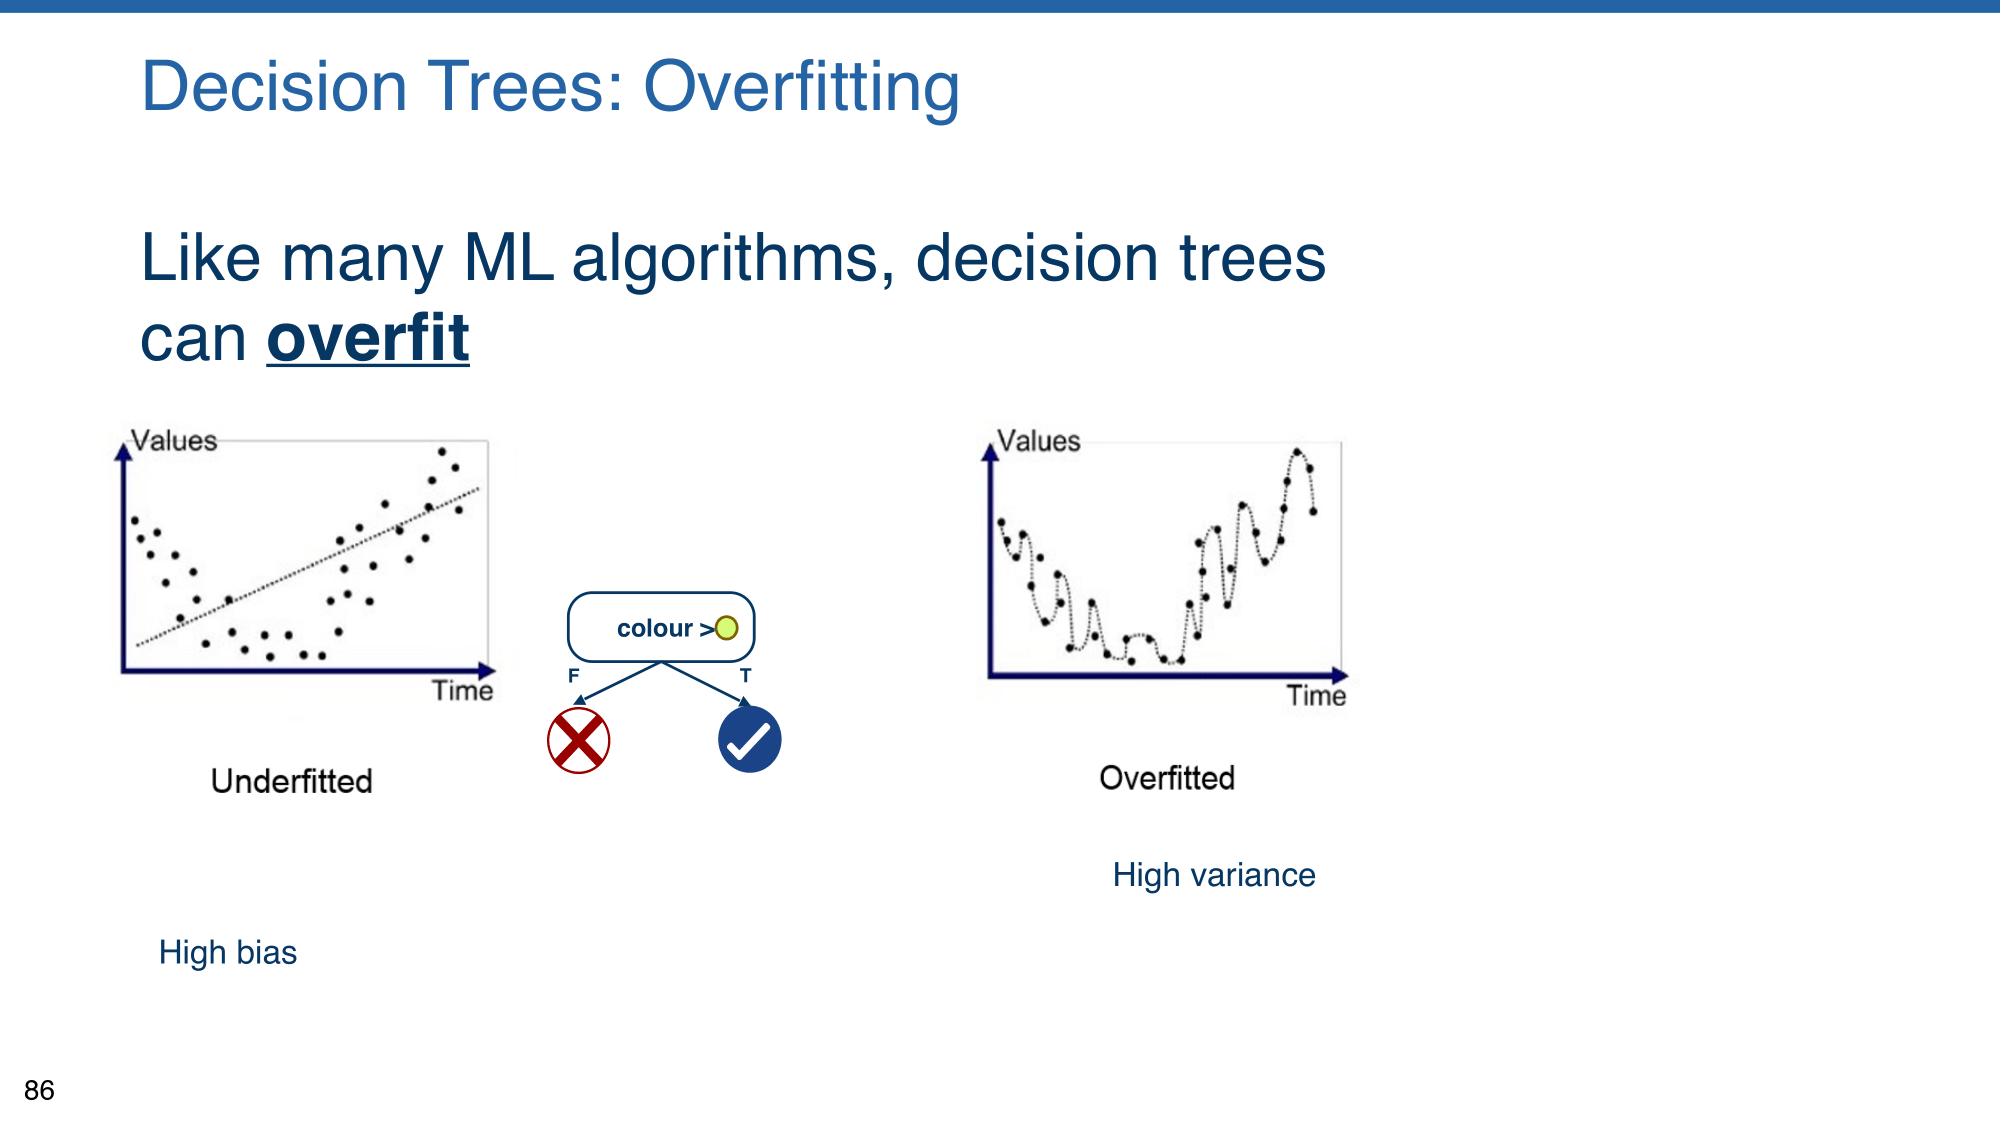 Decision Trees: Overfitting
Like many ML algorithms, decision trees
can overfit
Values
Time
Underfitted
colour >
F
T
Values
Time
Overfitted
High variance
High bias
86